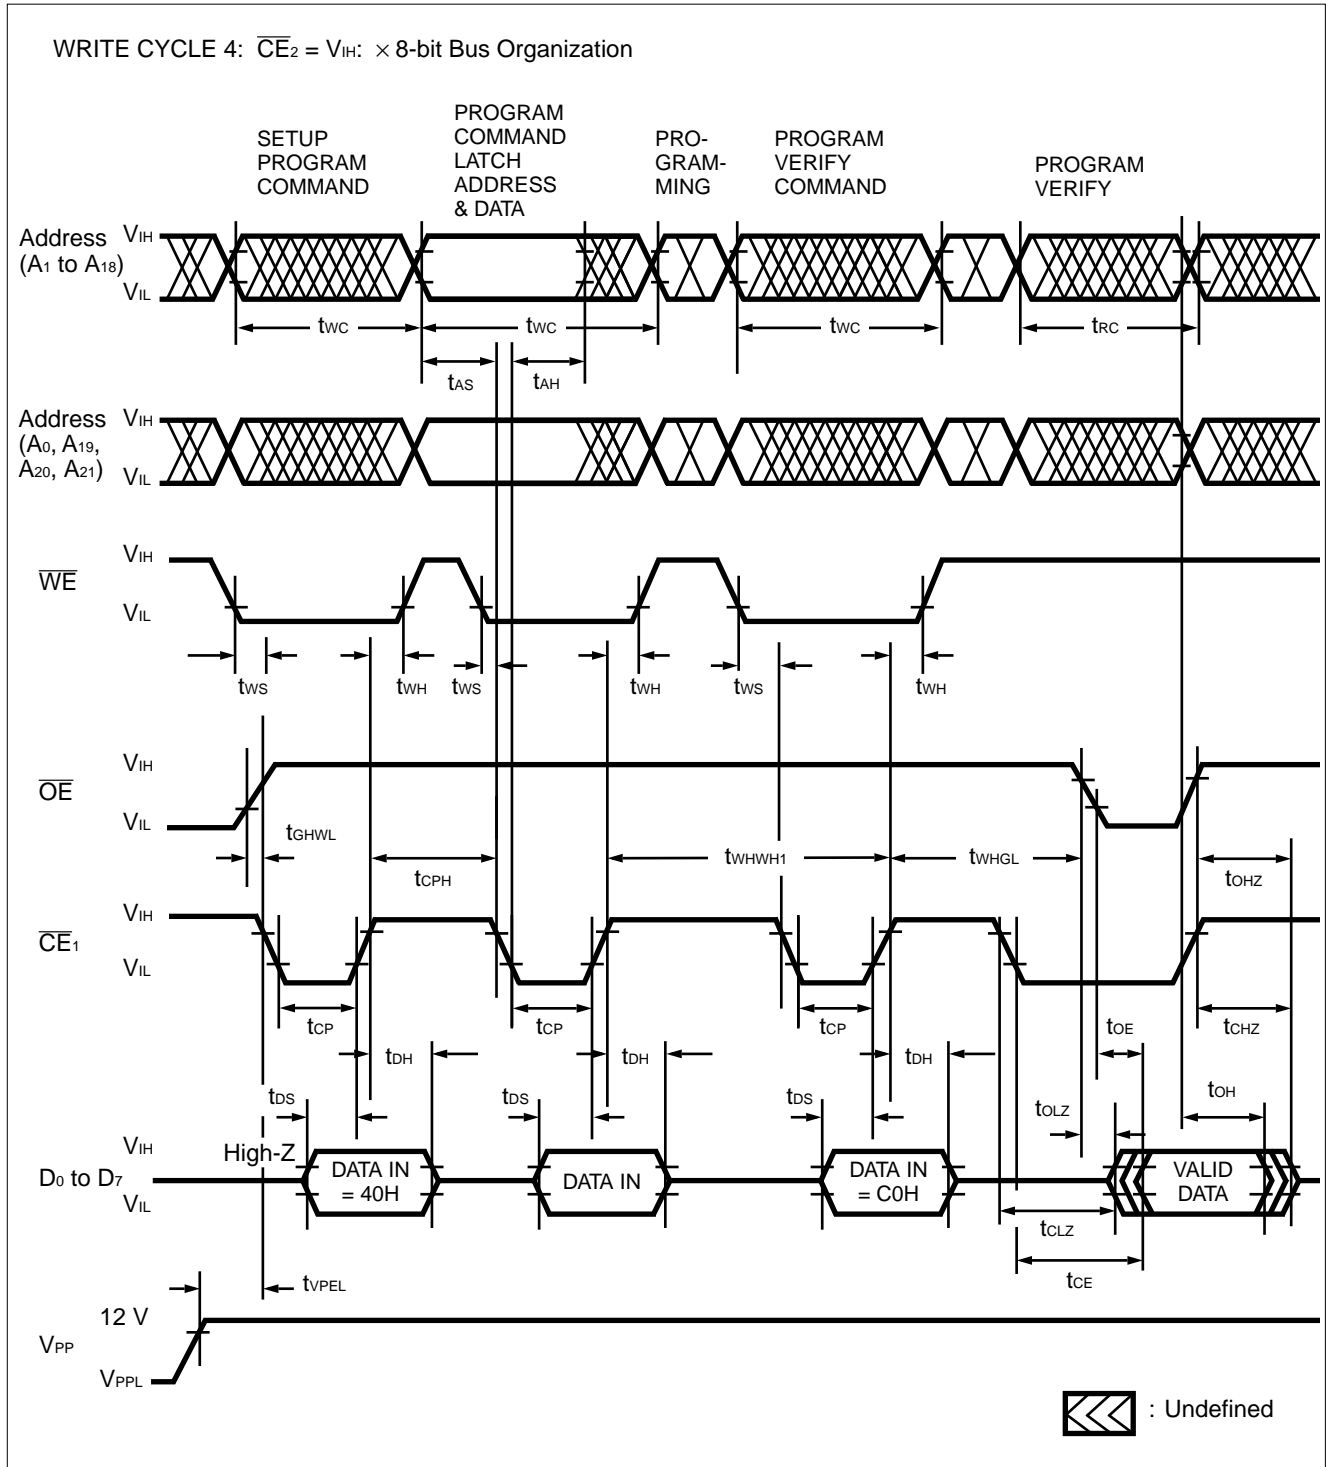 WRITE CYCLE 4: CE2 = VIH: × 8-bit Bus Organization
SETUP
PROGRAM
COMMAND
PROGRAM
COMMAND
LATCH
ADDRESS
& DATA
PRO-
GRAM-
MING
PROGRAM
VERIFY
COMMAND
PROGRAM
VERIFY
Address
(A1 to A18)
VIH
VIL
tWC
tWC
tWC
tRC
tAS
tAH
Address
(A0, A19,
A20, A21)
VIH
VIL
WE
VIH
VIL
tWS
tWH
tWS
tWH
tWS
tWH
OE
VIH
VIL
tGHWL
tCPH
tWHWH1
tWHGL
tOHZ
CE1
VIH
VIL
tCP
tCP
tCP
tOE
tCHZ
tDH
tDH
tDH
tDS
tDS
tDS
tOLZ
tOH
D0 to D7
VIH
VIL
High-Z
DATA IN
= 40H
DATA IN
DATA IN
= C0H
VALID
DATA
tCLZ
tCE
tVPEL
VPP
12 V
VPPL
: Undefined